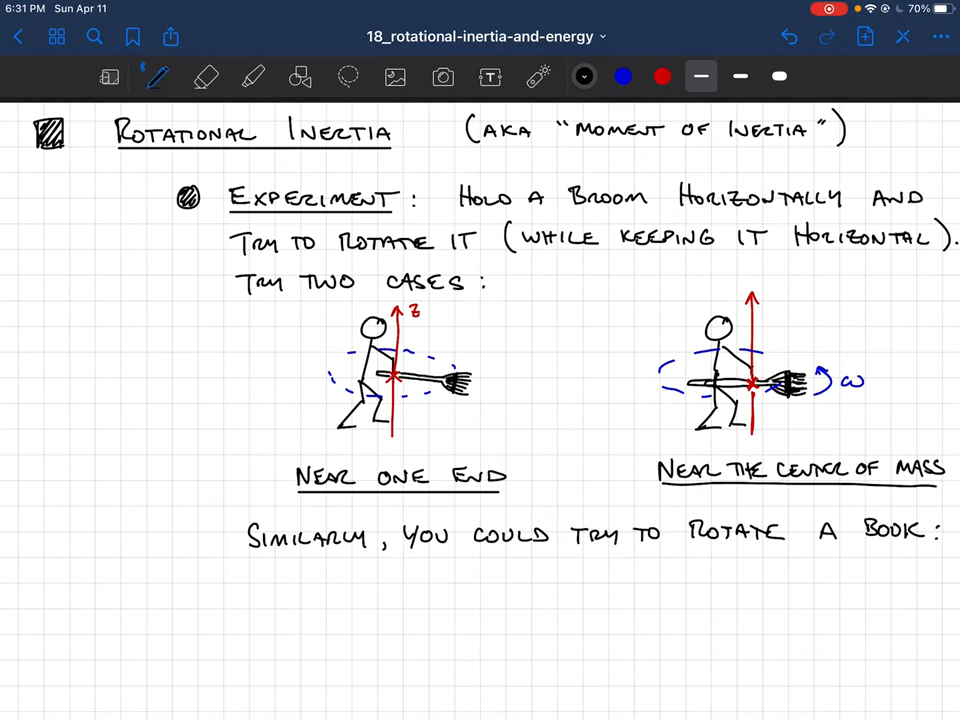 6:31 PM Sun Apr 11
70%
18_rotational-inertia-and-energy
T
ROTATIONAL INERTIA (AKA "MOMENT OF INERTIA")
EXPERIMENT: HOLD A BROOM HORIZONTALLY AND
TRY TO ROTATE IT (WHILE KEEPING IT HORIZONTAL).
TRY TWO CASES:
z
ω
NEAR ONE END
NEAR THE CENTER OF MASS
SIMILARLY, YOU COULD TRY TO ROTATE A BOOK: